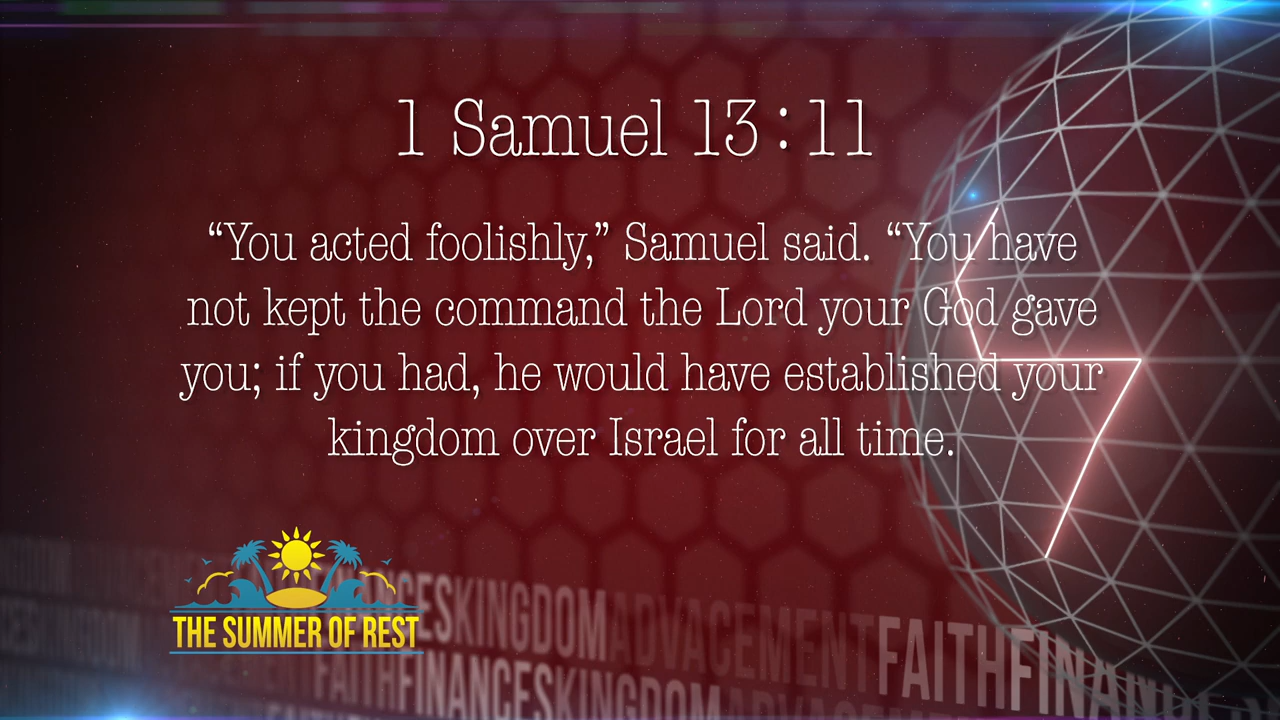 1 Samuel 13:11
“You acted foolishly,” Samuel said. “You have
not kept the command the Lord your God gave
you; if you had, he would have established your
kingdom over Israel for all time.
THE SUMMER OF REST
KINGDOMADVACEMENTFAITHFINAN
FAITHFINANCESKINGDOMADVACEMENT